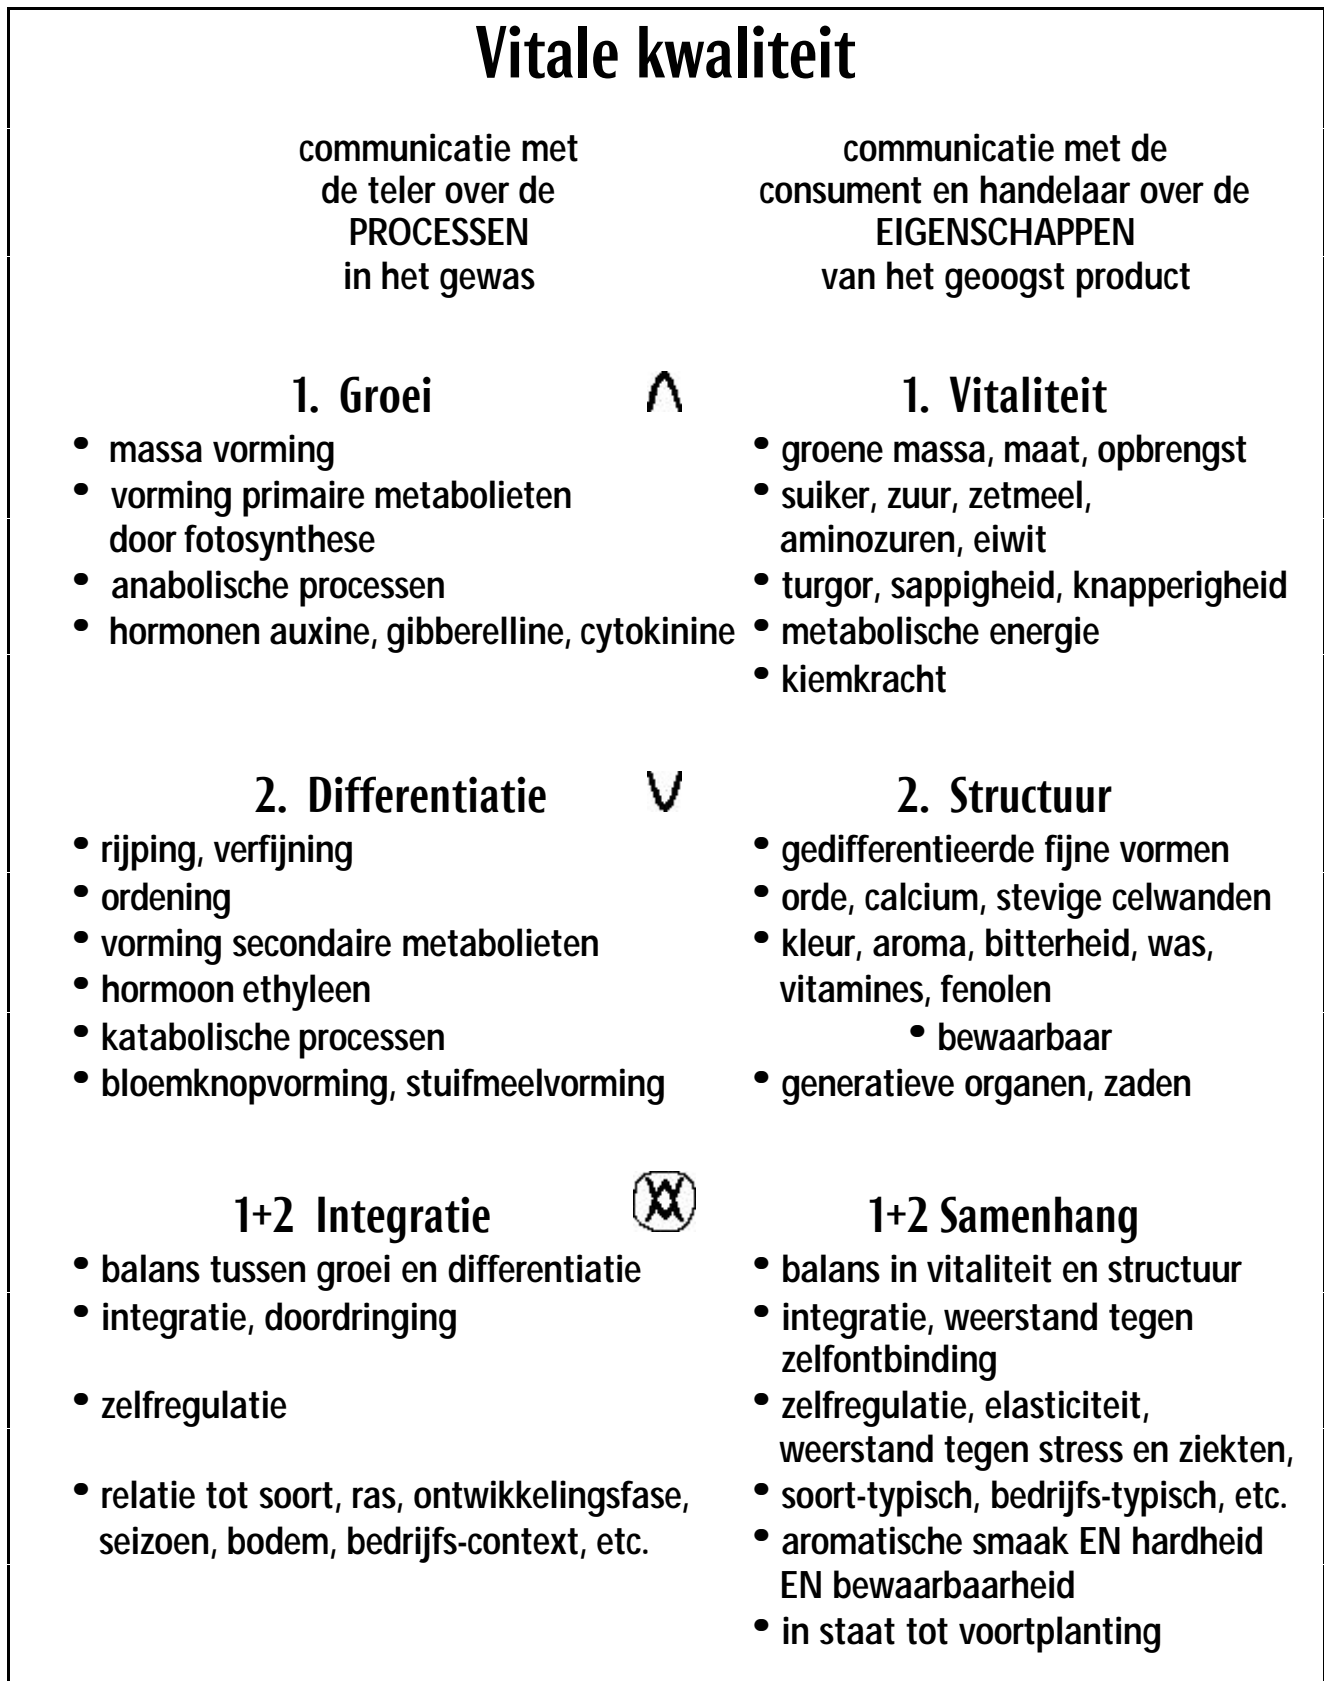 Vitale kwaliteit
communicatie met
de teler over de
PROCESSEN
in het gewas
communicatie met de
consument en handelaar over de
EIGENSCHAPPEN
van het geoogst product
1. Groei
• massa vorming
• vorming primaire metabolieten
door fotosynthese
• anabolische processen
• hormonen auxine, gibberelline, cytokinine
1. Vitaliteit
• groene massa, maat, opbrengst
• suiker, zuur, zetmeel,
aminozuren, eiwit
• turgor, sappigheid, knapperigheid
• metabolische energie
• kiemkracht
2. Differentiatie
• rijping, verfijning
• ordening
• vorming secondaire metabolieten
• hormoon ethyleen
• katabolische processen
• bloemknopvorming, stuifmeelvorming
2. Structuur
• gedifferentieerde fijne vormen
• orde, calcium, stevige celwanden
• kleur, aroma, bitterheid, was,
vitamines, fenolen
• bewaarbaar
• generatieve organen, zaden
1+2 Integratie
• balans tussen groei en differentiatie
• integratie, doordringing
• zelfregulatie
• relatie tot soort, ras, ontwikkelingsfase,
seizoen, bodem, bedrijfs-context, etc.
1+2 Samenhang
• balans in vitaliteit en structuur
• integratie, weerstand tegen
zelfontbinding
• zelfregulatie, elasticiteit,
weerstand tegen stress en ziekten,
• soort-typisch, bedrijfs-typisch, etc.
• aromatische smaak EN hardheid
EN bewaarbaarheid
• in staat tot voortplanting